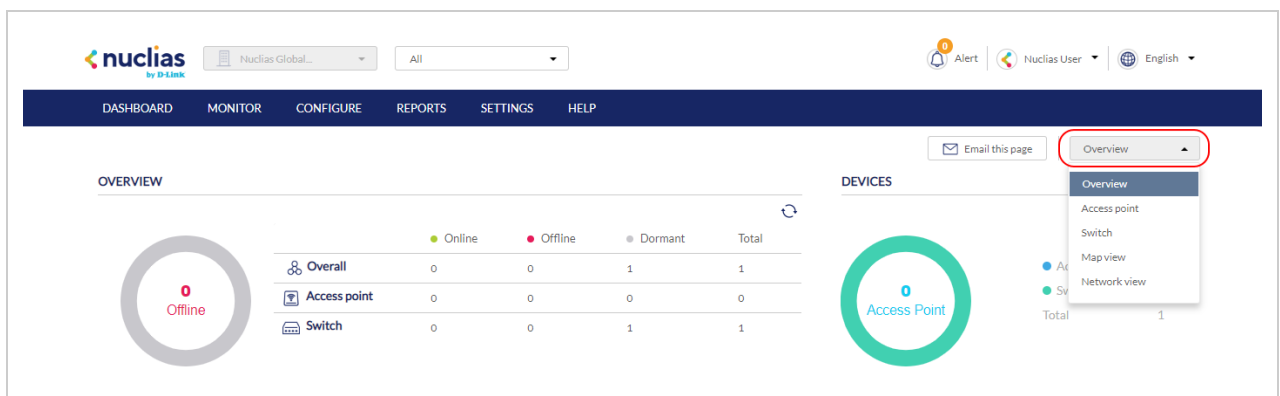 nuclias
by D-Link
Nuclias Global...
All
0
Alert
Nuclias User
English
DASHBOARD MONITOR CONFIGURE REPORTS SETTINGS HELP
Email this page
Overview
OVERVIEW
DEVICES
Overview
Access point
Switch
Map view
Network view
Online Offline Dormant Total
Overall 0 0 1 1
Access point 0 0 0 0
Switch 0 0 1 1
0
Offline
0
Access Point
Total 1